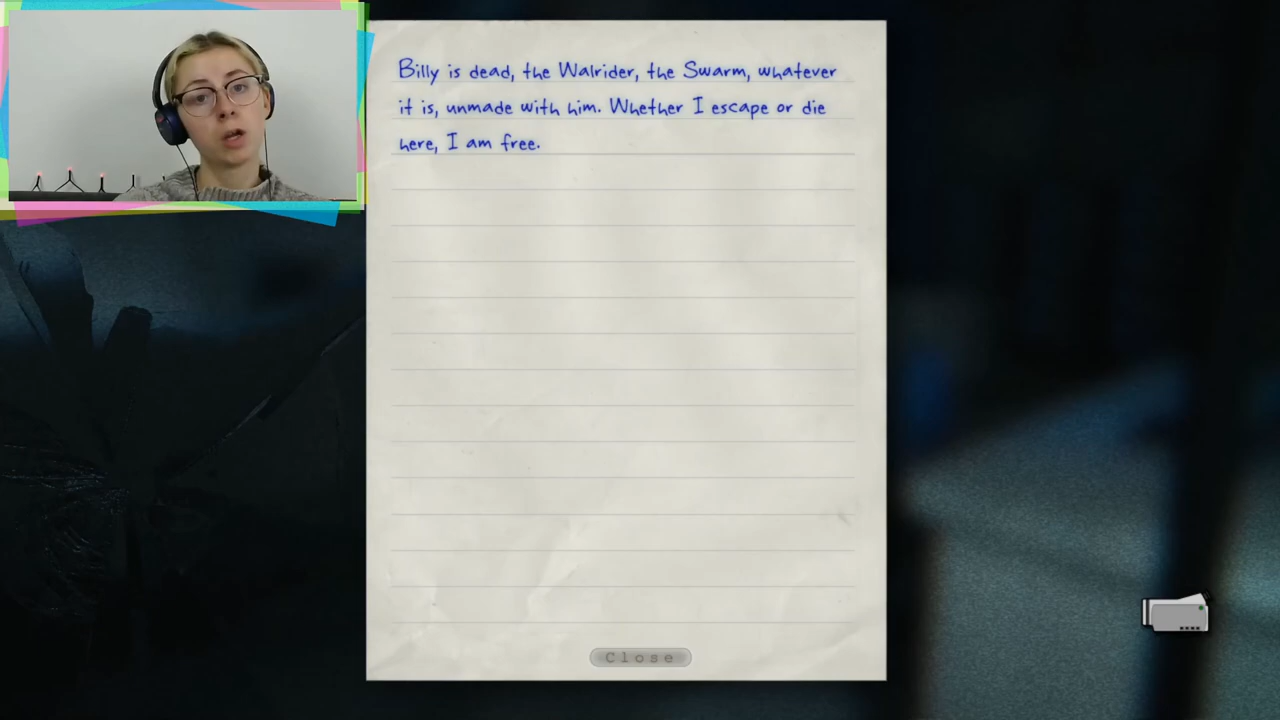 Billy is dead, the Walrider, the Swarm, whatever
it is, unmade with him. Whether I escape or die
here, I am free.
Close